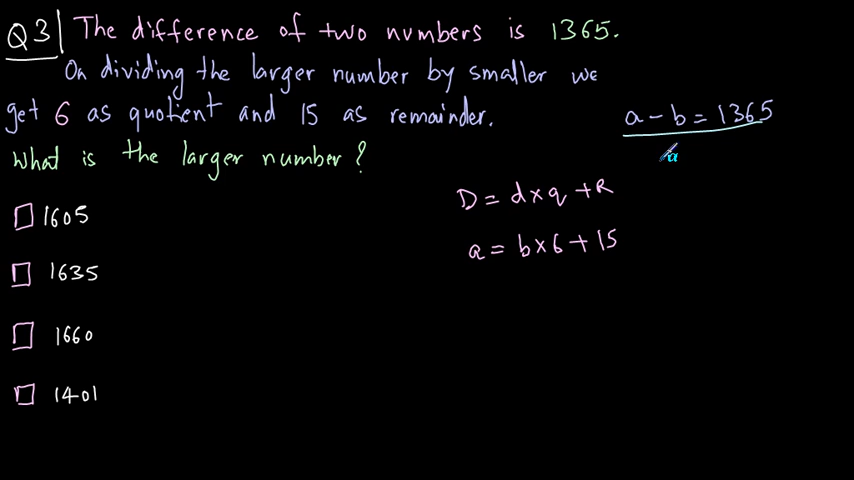 Q3 The difference of two numbers is 1365.
On dividing the larger number by smaller we
get 6 as quotient and 15 as remainder.
What is the larger number?
1605
1635
1660
1401
a - b = 1365
a
D = d × q + R
a = b × 6 + 15